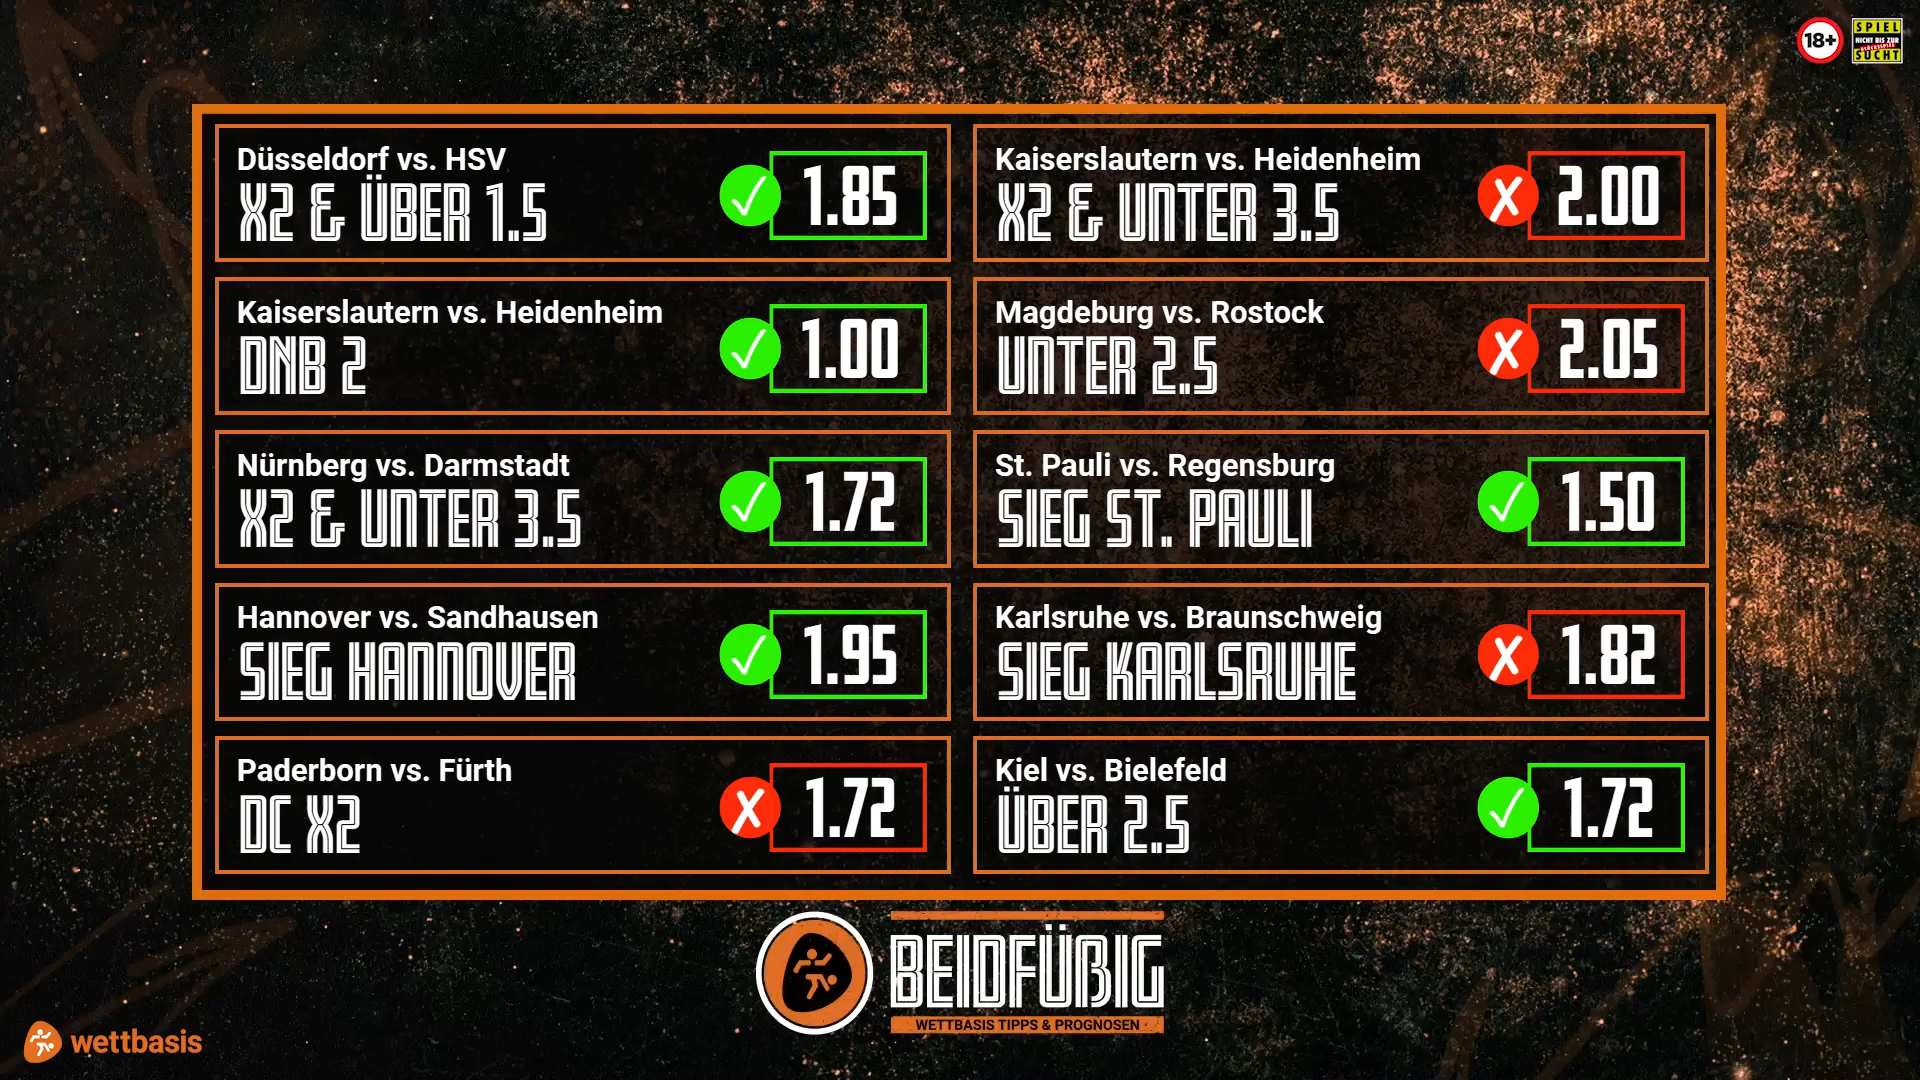 18+
SPIEL
NICHT BIS ZUR
SUCHT
Düsseldorf vs. HSV
X2 & ÜBER 1.5
✓ 1.85
Kaiserslautern vs. Heidenheim
DNB 2
✓ 1.00
Nürnberg vs. Darmstadt
X2 & UNTER 3.5
✓ 1.72
Hannover vs. Sandhausen
SIEG HANNOVER
✓ 1.95
Paderborn vs. Fürth
DC X2
✗ 1.72
Kaiserslautern vs. Heidenheim
X2 & UNTER 3.5
✗ 2.00
Magdeburg vs. Rostock
UNTER 2.5
✗ 2.05
St. Pauli vs. Regensburg
SIEG ST. PAULI
✓ 1.50
Karlsruhe vs. Braunschweig
SIEG KARLSRUHE
✗ 1.82
Kiel vs. Bielefeld
ÜBER 2.5
✓ 1.72
BEIDFÜßIG
WETTBASIS TIPPS & PROGNOSEN
wettbasis